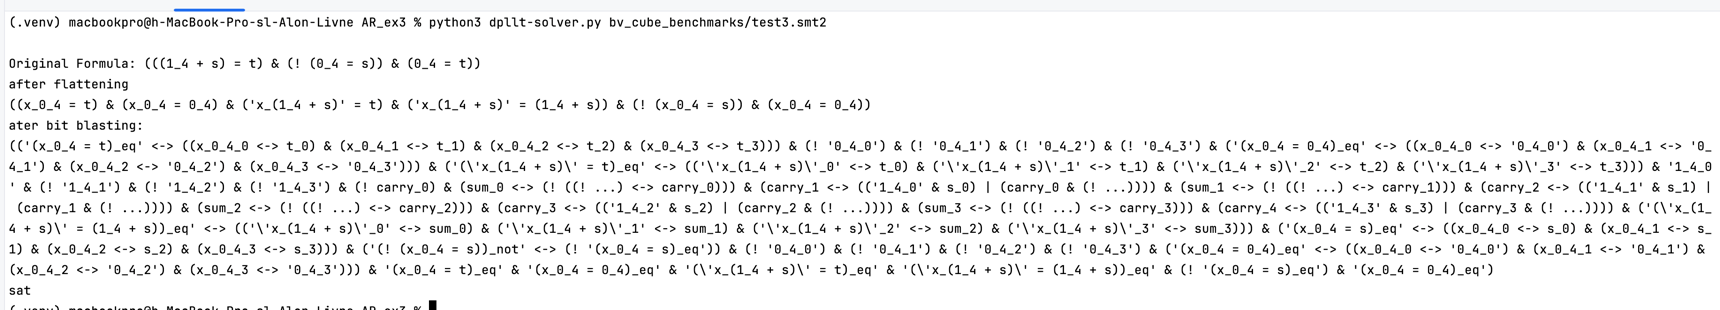 (.venv) macbookpro@h-MacBook-Pro-sl-Alon-Livne AR_ex3 % python3 dpllt-solver.py bv_cube_benchmarks/test3.smt2
Original Formula: (((1_4 + s) = t) & (! (0_4 = s)) & (0_4 = t))
after flattening
((x_0_4 = t) & (x_0_4 = 0_4) & ('x_(1_4 + s)' = t) & ('x_(1_4 + s)' = (1_4 + s)) & (! (x_0_4 = s)) & (x_0_4 = 0_4))
ater bit blasting:
(('(x_0_4 = t)_eq' <-> ((x_0_4_0 <-> t_0) & (x_0_4_1 <-> t_1) & (x_0_4_2 <-> t_2) & (x_0_4_3 <-> t_3))) & (! '0_4_0') & (! '0_4_1') & (! '0_4_2') & (! '0_4_3') & ('(x_0_4 = 0_4)_eq' <-> ((x_0_4_0 <-> '0_4_0') & (x_0_4_1 <-> '0_
4_1') & (x_0_4_2 <-> '0_4_2') & (x_0_4_3 <-> '0_4_3'))) & ('(\'x_(1_4 + s)\' = t)_eq' <-> (('\'x_(1_4 + s)\'_0' <-> t_0) & ('\'x_(1_4 + s)\'_1' <-> t_1) & ('\'x_(1_4 + s)\'_2' <-> t_2) & ('\'x_(1_4 + s)\'_3' <-> t_3))) & '1_4_0
' & (! '1_4_1') & (! '1_4_2') & (! '1_4_3') & (! carry_0) & (sum_0 <-> (! ((! ...) <-> carry_0))) & (carry_1 <-> (('1_4_0' & s_0) | (carry_0 & (! ...)))) & (sum_1 <-> (! ((! ...) <-> carry_1))) & (carry_2 <-> (('1_4_1' & s_1) |
(carry_1 & (! ...)))) & (sum_2 <-> (! ((! ...) <-> carry_2))) & (carry_3 <-> (('1_4_2' & s_2) | (carry_2 & (! ...)))) & (sum_3 <-> (! ((! ...) <-> carry_3))) & (carry_4 <-> (('1_4_3' & s_3) | (carry_3 & (! ...)))) & ('(\'x_(1_
4 + s)\' = (1_4 + s))_eq' <-> (('\'x_(1_4 + s)\'_0' <-> sum_0) & ('\'x_(1_4 + s)\'_1' <-> sum_1) & ('\'x_(1_4 + s)\'_2' <-> sum_2) & ('\'x_(1_4 + s)\'_3' <-> sum_3))) & ('(x_0_4 = s)_eq' <-> ((x_0_4_0 <-> s_0) & (x_0_4_1 <-> s_
1) & (x_0_4_2 <-> s_2) & (x_0_4_3 <-> s_3))) & ('(! (x_0_4 = s))_not' <-> (! '(x_0_4 = s)_eq')) & (! '0_4_0') & (! '0_4_1') & (! '0_4_2') & (! '0_4_3') & ('(x_0_4 = 0_4)_eq' <-> ((x_0_4_0 <-> '0_4_0') & (x_0_4_1 <-> '0_4_1') &
(x_0_4_2 <-> '0_4_2') & (x_0_4_3 <-> '0_4_3'))) & '(x_0_4 = t)_eq' & '(x_0_4 = 0_4)_eq' & '(\'x_(1_4 + s)\' = t)_eq' & '(\'x_(1_4 + s)\' = (1_4 + s))_eq' & (! '(x_0_4 = s)_eq') & '(x_0_4 = 0_4)_eq')
sat
(.venv) macbookpro@h-MacBook-Pro-sl-Alon-Livne AR_ex3 %